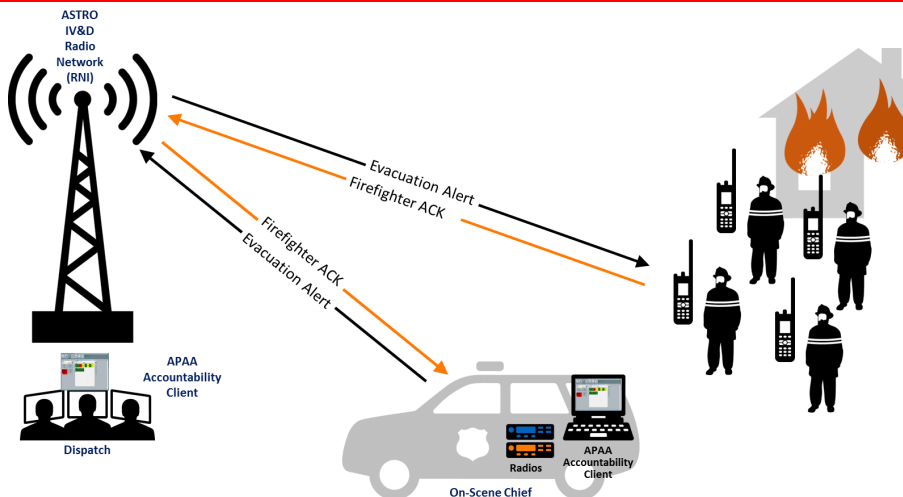 ASTRO
IV&D
Radio
Network
(RNI)
Evacuation Alert
Firefighter ACK
Firefighter ACK
Evacuation Alert
APAA
Accountability
Client
Dispatch
Radios
APAA
Accountability
Client
On-Scene Chief